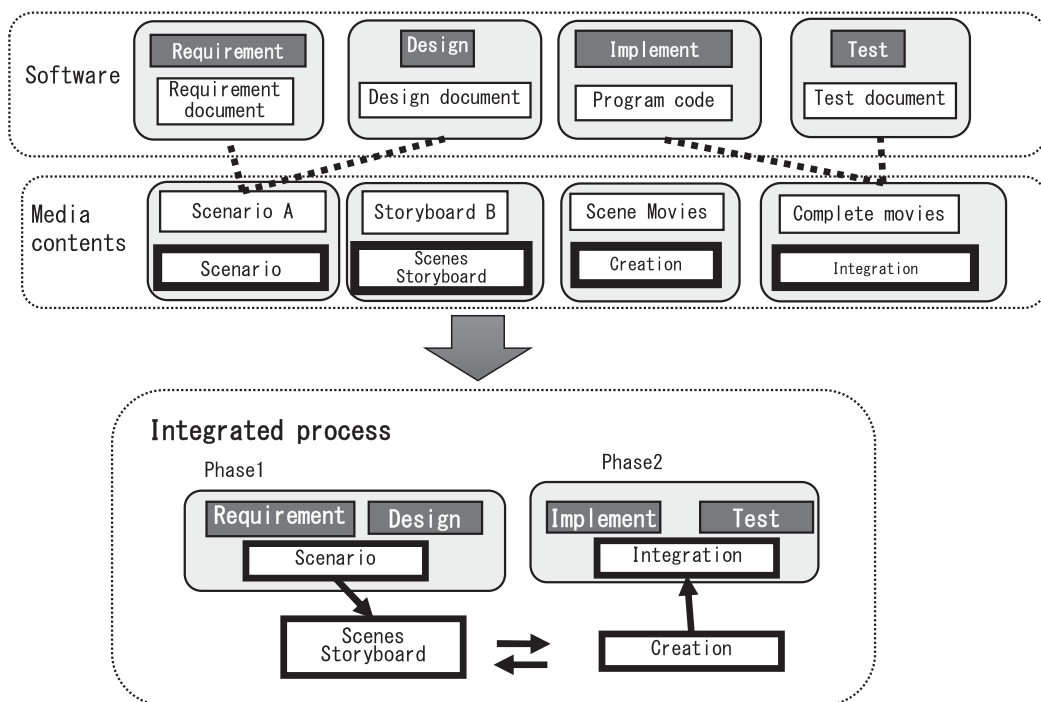 Requirement
Design
Implement
Test
Software
Requirement
document
Design document
Program code
Test document
Media
contents
Scenario A
Storyboard B
Scene Movies
Complete movies
Scenario
Scenes
Storyboard
Creation
Integration
Integrated process
Phase1
Phase2
Requirement
Design
Implement
Test
Scenario
Integration
Scenes
Storyboard
Creation